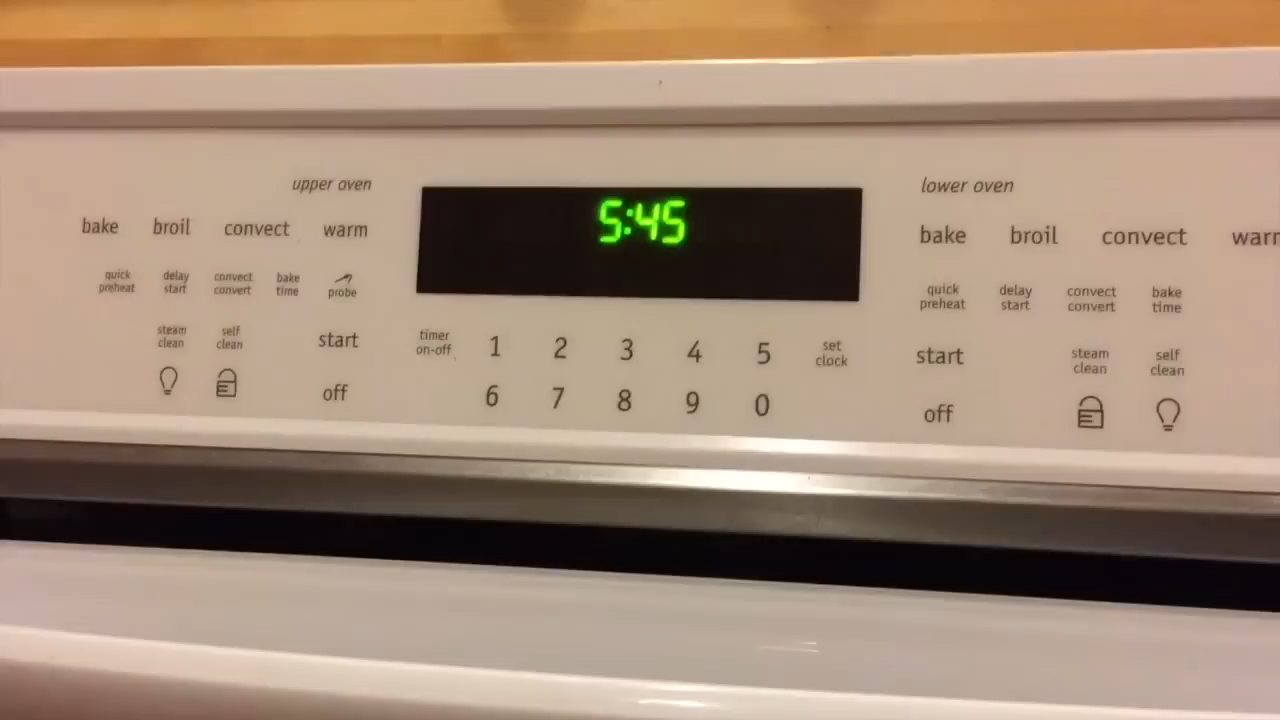 upper oven
bake broil convect warm
quick preheat delay start convect convert bake time probe
steam clean self clean start
off
5:45
timer on-off 1 2 3 4 5 set clock
6 7 8 9 0
lower oven
bake broil convect warm
quick preheat delay start convect convert bake time
start steam clean self clean
off